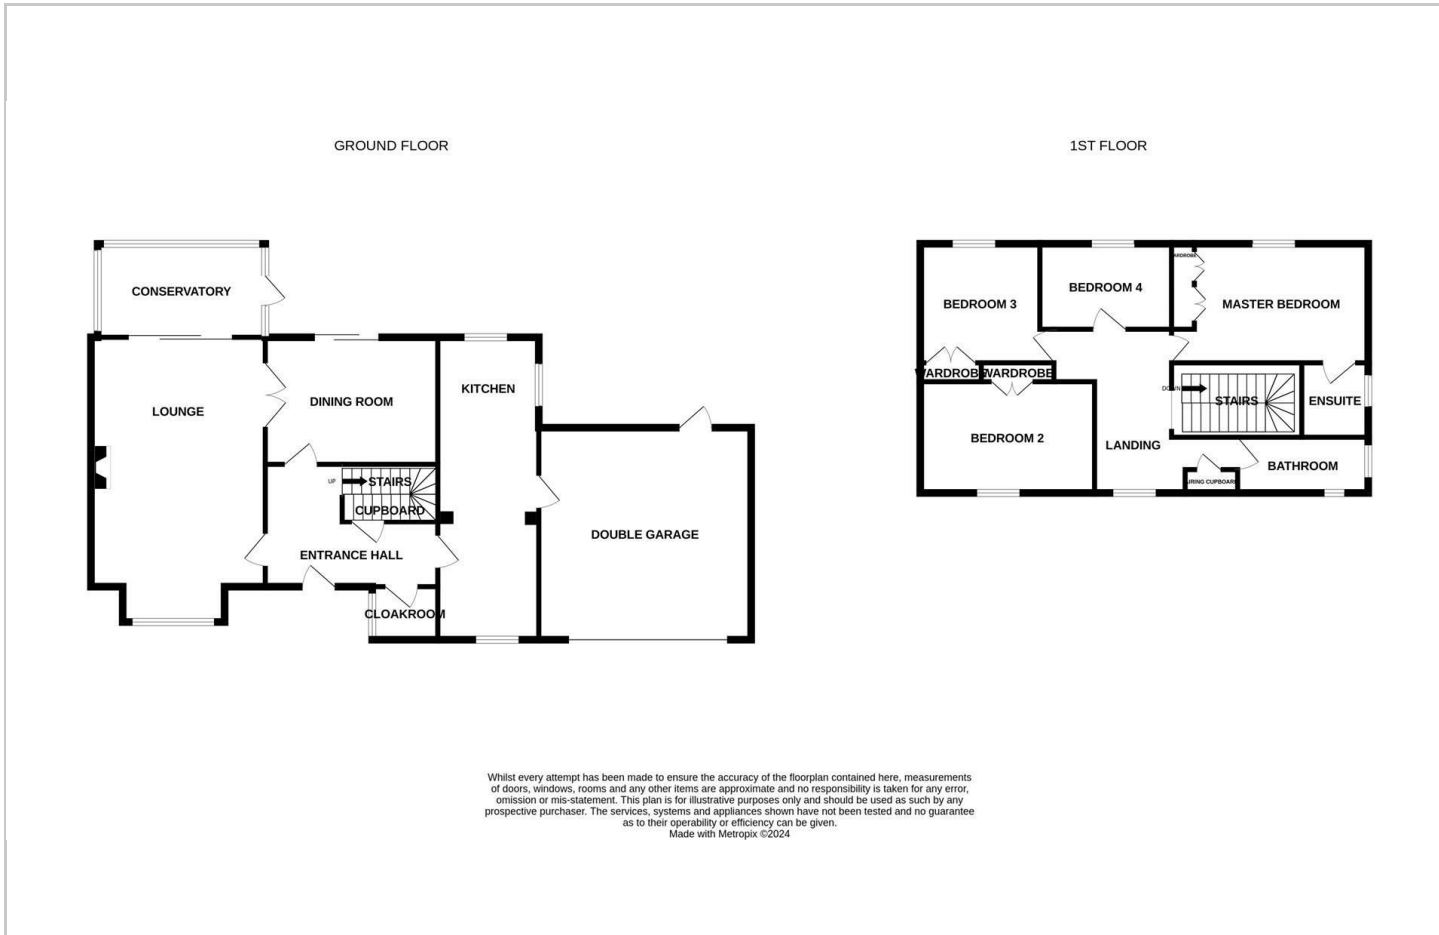 GROUND FLOOR
1ST FLOOR
CONSERVATORY
LOUNGE
DINING ROOM
KITCHEN
UP
STAIRS
CUPBOARD
ENTRANCE HALL
CLOAKROOM
DOUBLE GARAGE
BEDROOM 3
BEDROOM 4
MASTER BEDROOM
WARDROBE
WARDROBE
DOWN
STAIRS
ENSUITE
BEDROOM 2
LANDING
BATHROOM
Whilst every attempt has been made to ensure the accuracy of the floorplan contained here, measurements
of doors, windows, rooms and any other items are approximate and no responsibility is taken for any error,
omission or mis-statement. This plan is for illustrative purposes only and should be used as such by any
prospective purchaser. The services, systems and appliances shown have not been tested and no guarantee
as to their operability or efficiency can be given.
Made with Metropix ©2024